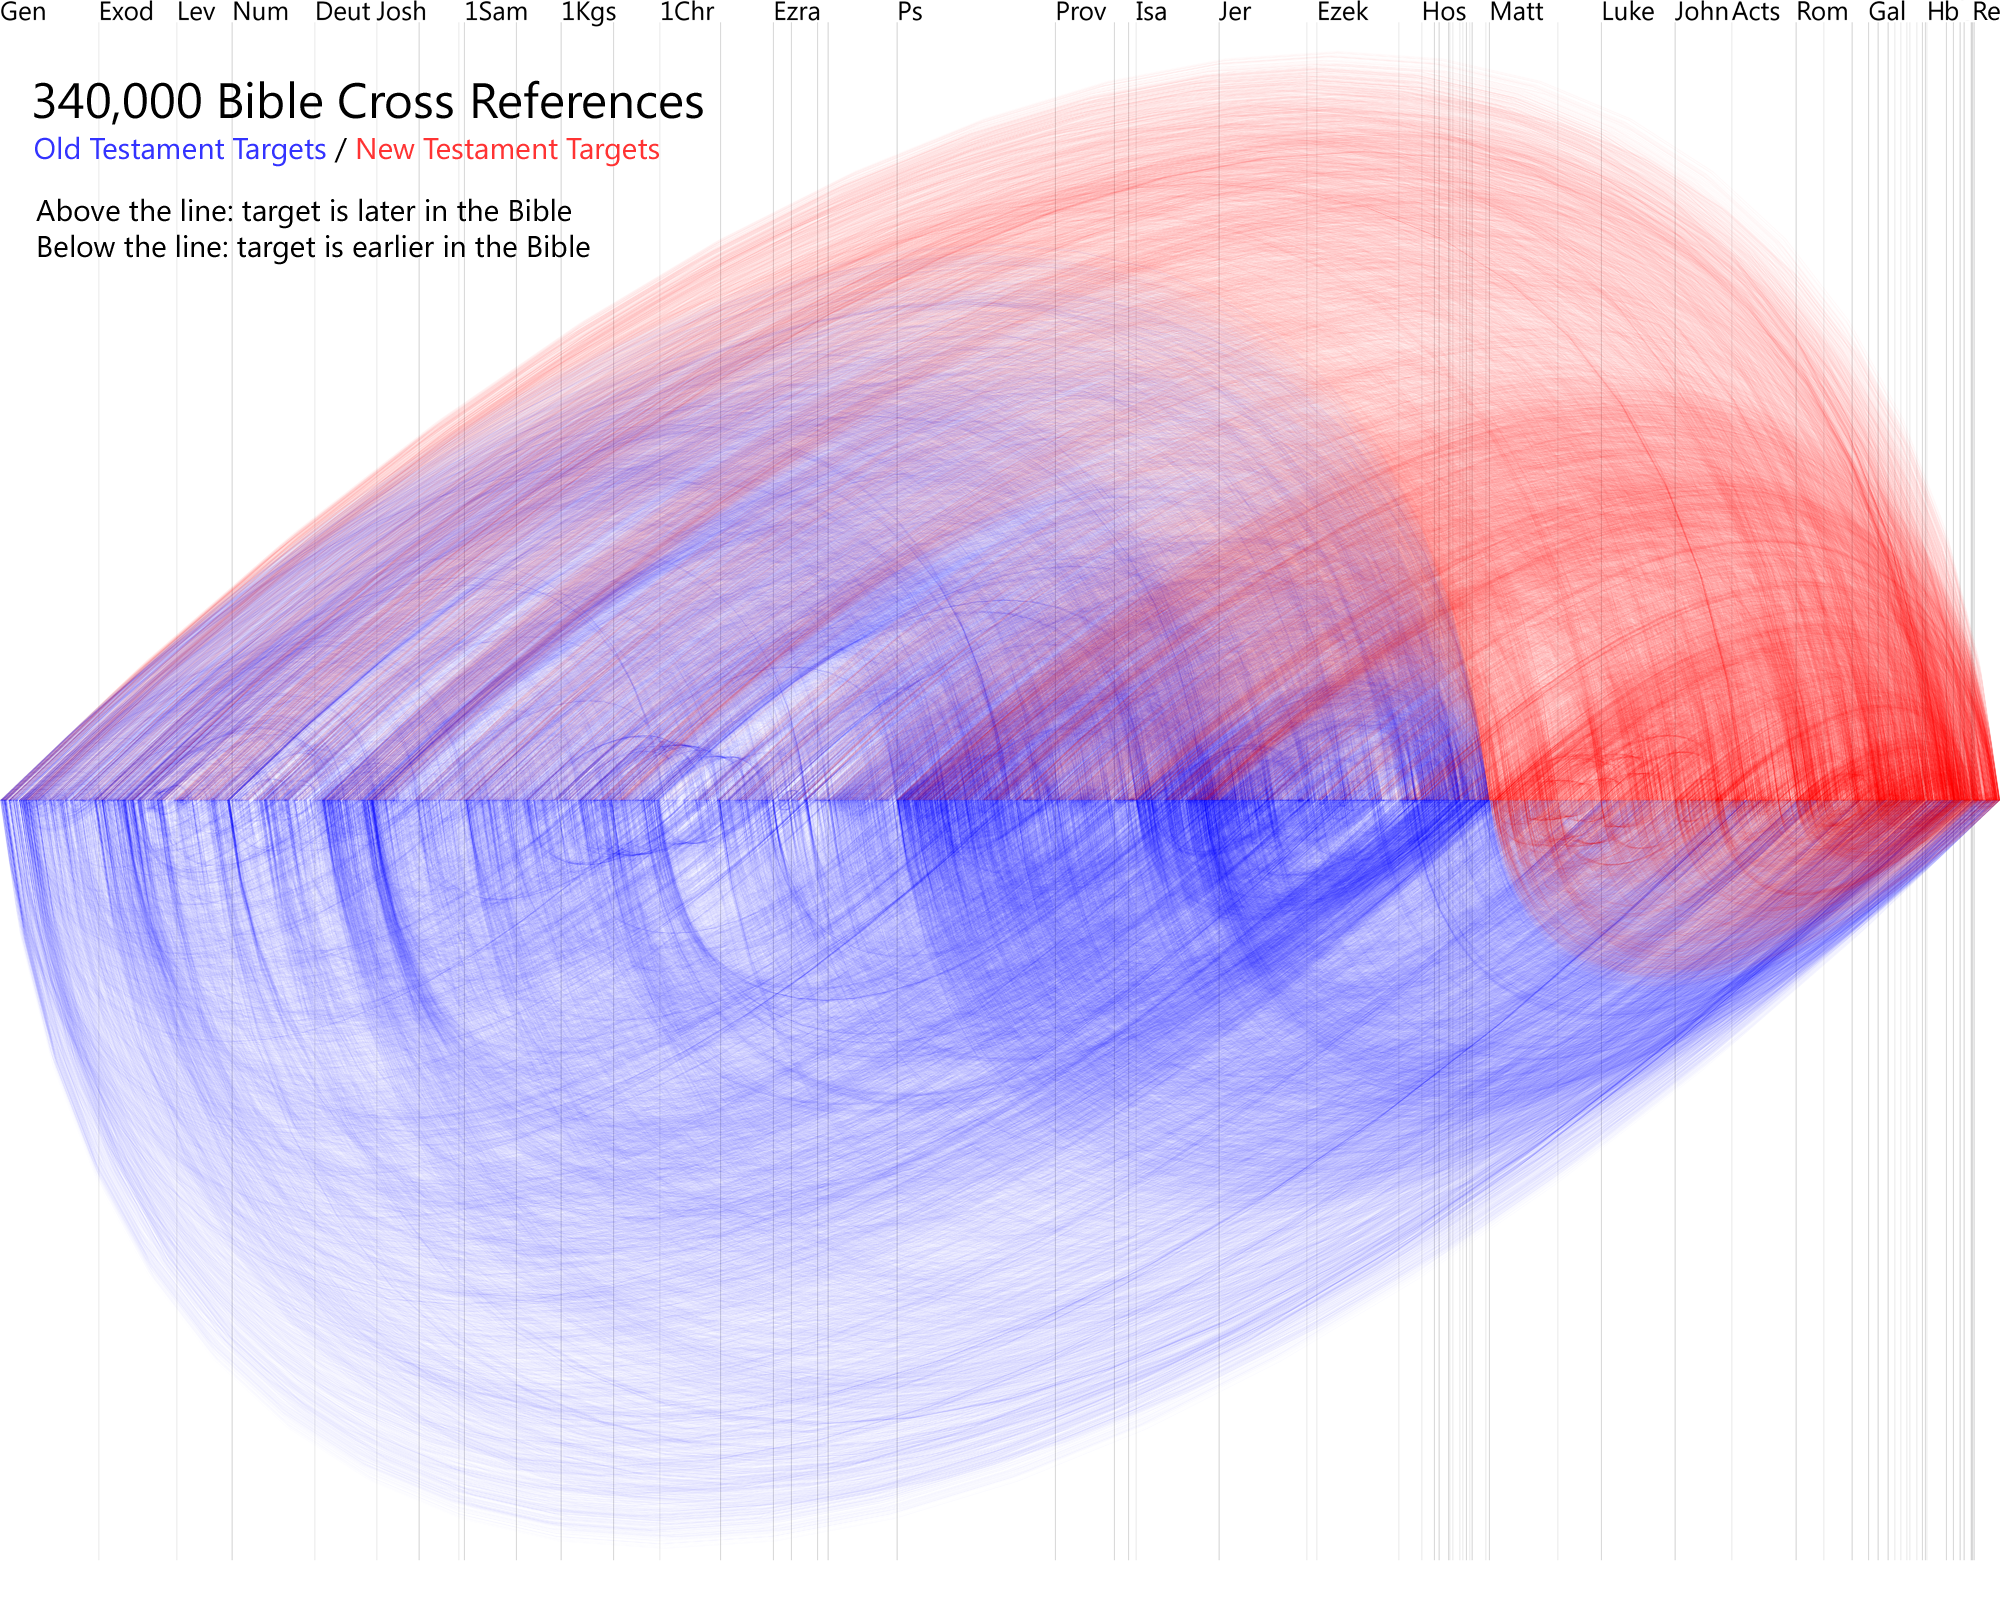 Gen Exod Lev Num Deut Josh 1Sam 1Kgs 1Chr Ezra Ps Prov Isa Jer Ezek Hos Matt Luke John Acts Rom Gal Hb Re
340,000 Bible Cross References
Old Testament Targets / New Testament Targets
Above the line: target is later in the Bible
Below the line: target is earlier in the Bible